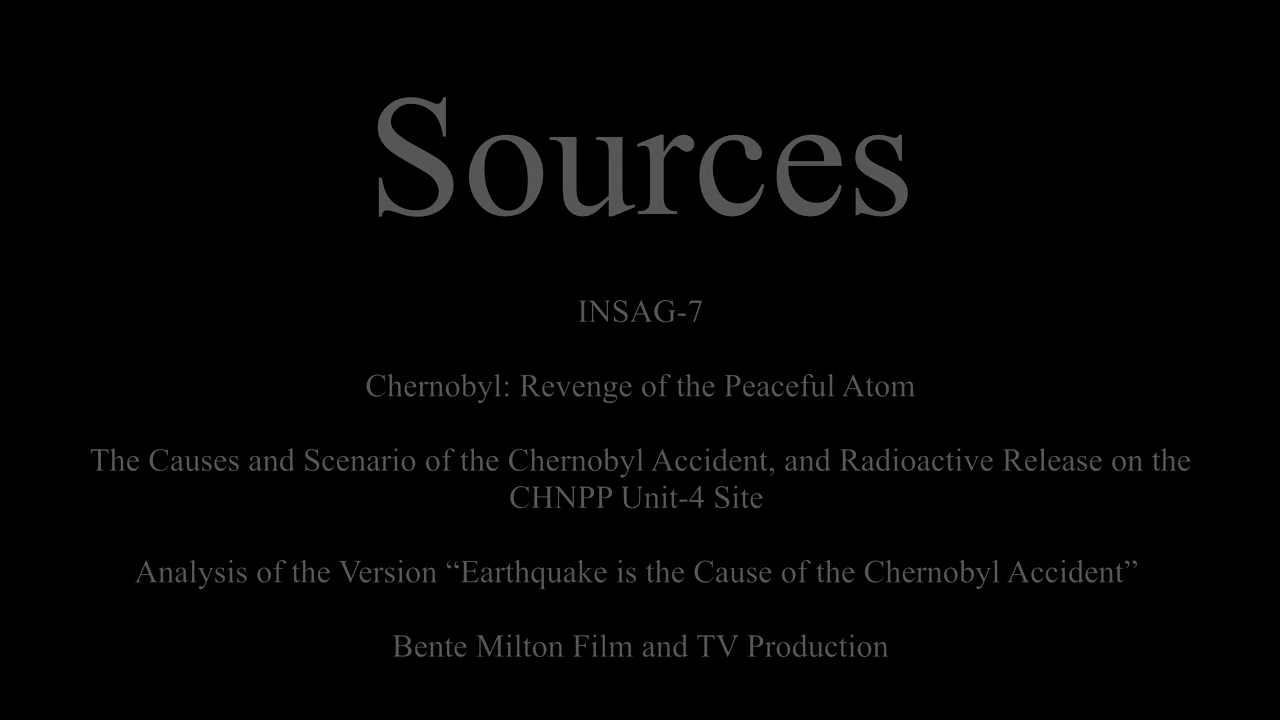 Sources
INSAG-7
Chernobyl: Revenge of the Peaceful Atom
The Causes and Scenario of the Chernobyl Accident, and Radioactive Release on the
CHNPP Unit-4 Site
Analysis of the Version “Earthquake is the Cause of the Chernobyl Accident”
Bente Milton Film and TV Production